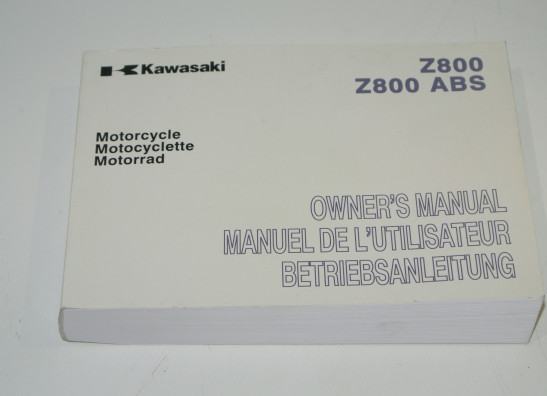 Kawasaki
Z800
Z800 ABS
Motorcycle
Motocyclette
Motorrad
OWNER'S MANUAL
MANUEL DE L'UTILISATEUR
BETRIEBSANLEITUNG